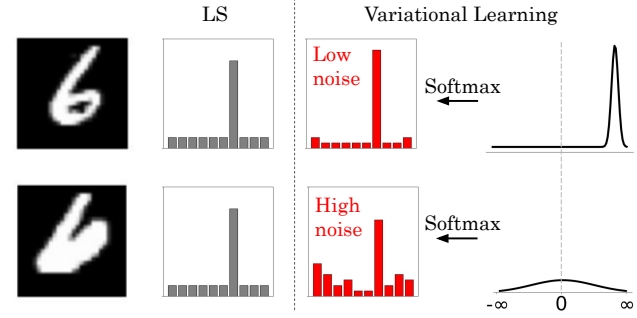 LS
Variational Learning
Low
noise
Softmax
High
noise
Softmax
-∞ 0 ∞